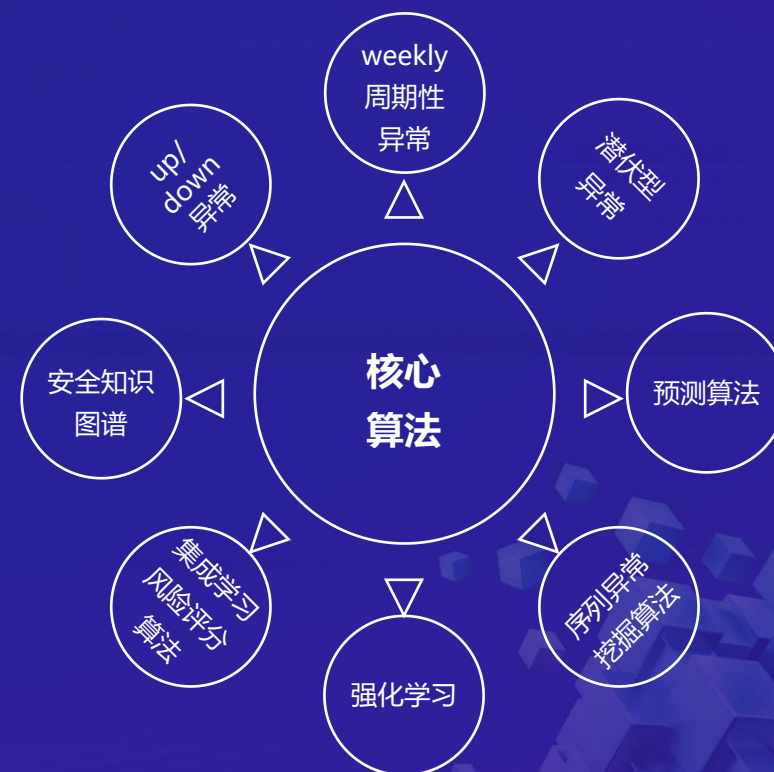 weekly
周期性
异常
up/
down
异常
潜伏型
异常
核心
算法
安全知识
图谱
预测算法
集成学习
风险评分
算法
序列异常
挖掘算法
强化学习